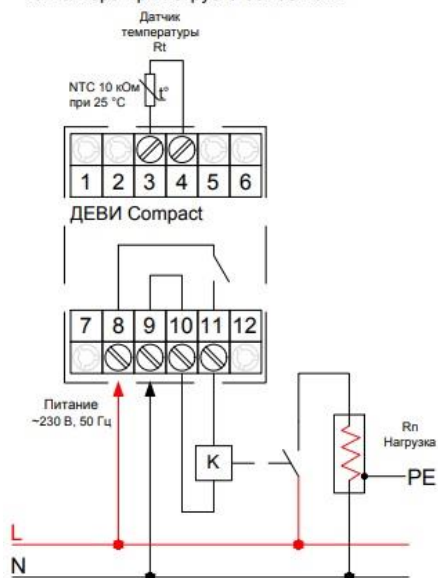 Датчик
температуры
Rt
NTC 10 кОм
при 25 °C
t°
1 2 3 4 5 6
ДЕВИ Compact
7 8 9 10 11 12
Питание
~230 В, 50 Гц
K
Rn
Нагрузка
PE
L
N